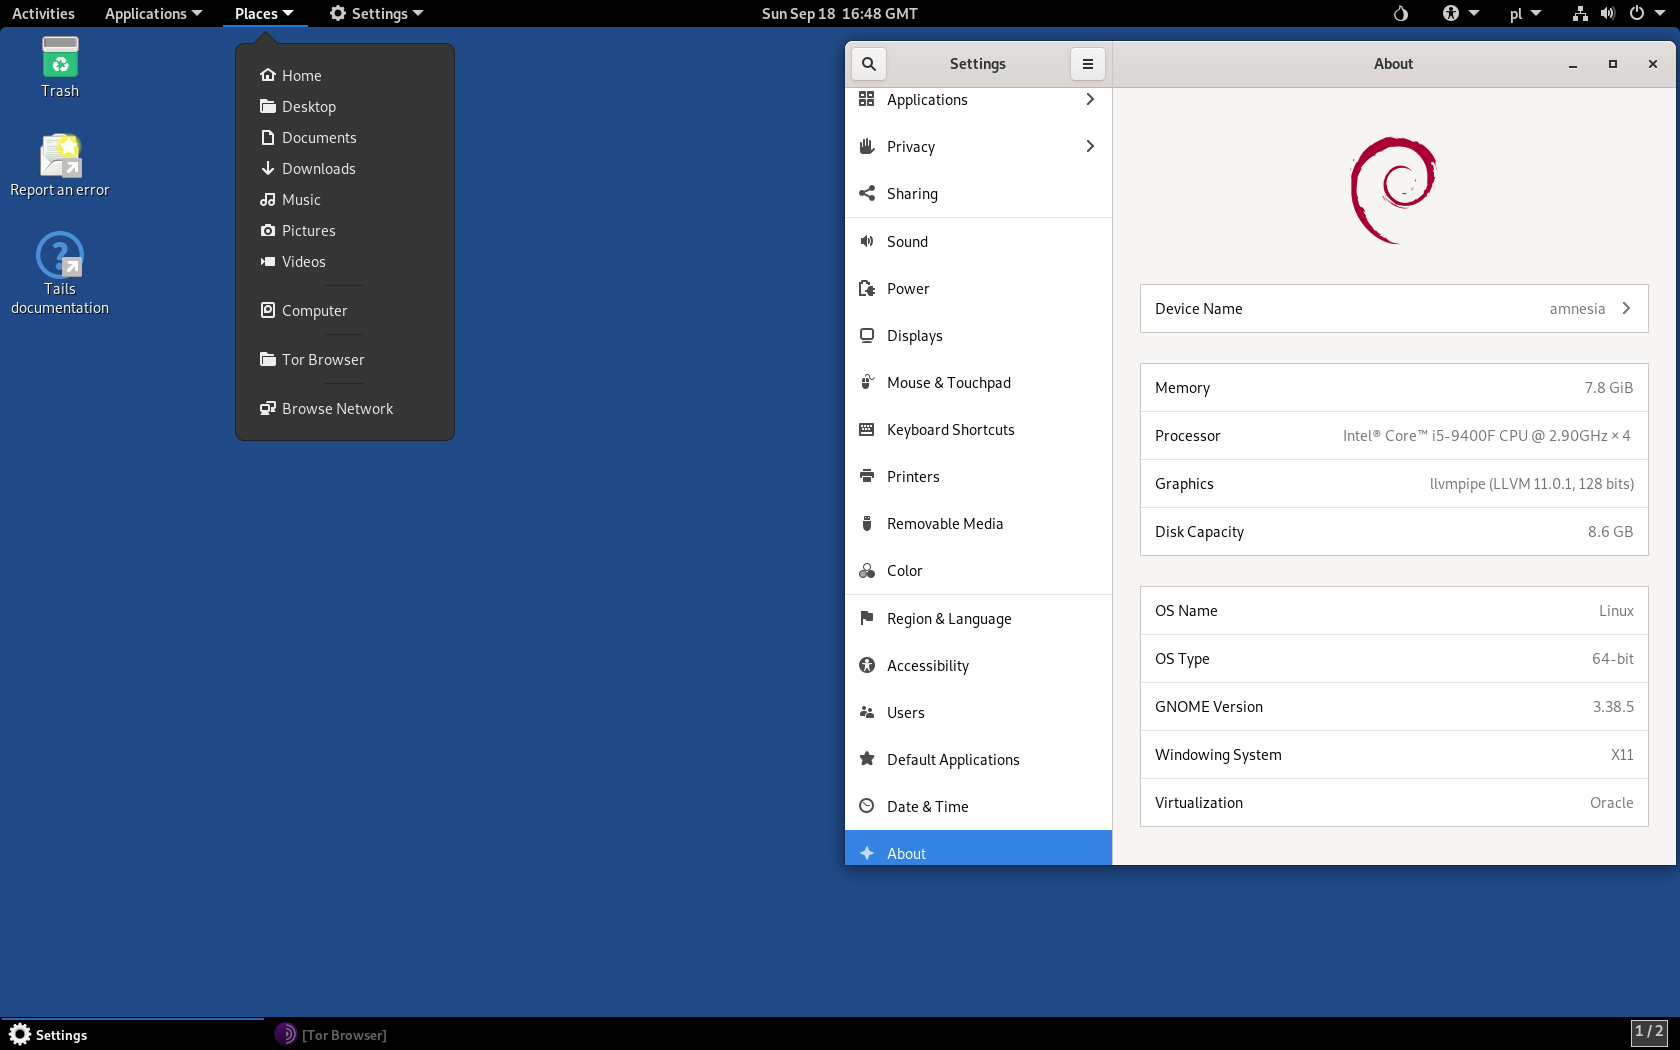 Activities Applications Places Settings Sun Sep 18 16:48 GMT pl
Trash
Report an error
Tails
documentation
Home
Desktop
Documents
Downloads
Music
Pictures
Videos
Computer
Tor Browser
Browse Network
Settings
Applications
Privacy
Sharing
Sound
Power
Displays
Mouse & Touchpad
Keyboard Shortcuts
Printers
Removable Media
Color
Region & Language
Accessibility
Users
Default Applications
Date & Time
About
About
Device Name amnesia
Memory 7.8 GiB
Processor Intel® Core™ i5-9400F CPU @ 2.90GHz × 4
Graphics llvmpipe (LLVM 11.0.1, 128 bits)
Disk Capacity 8.6 GB
OS Name Linux
OS Type 64-bit
GNOME Version 3.38.5
Windowing System X11
Virtualization Oracle
Settings [Tor Browser] 1 / 2